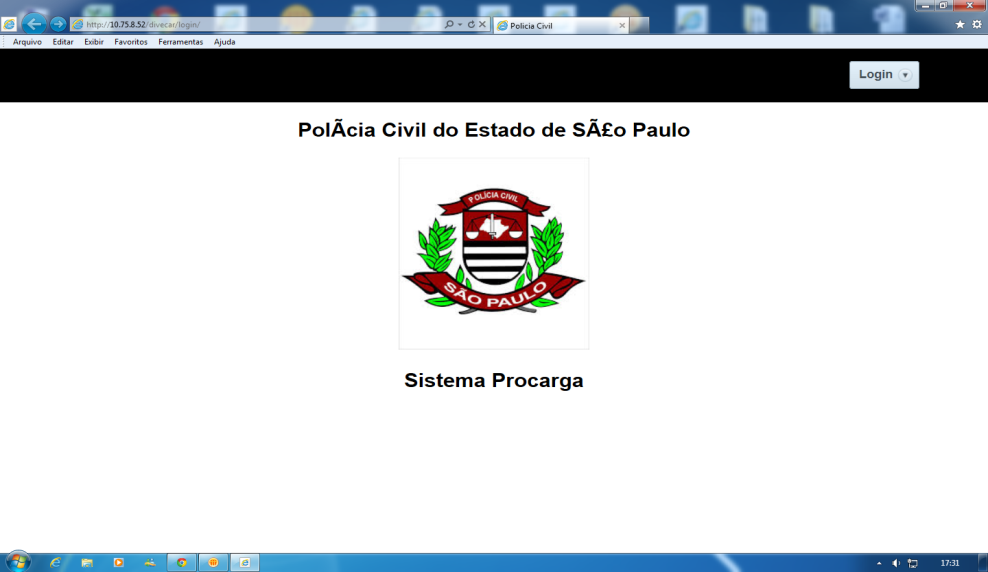 http://10.75.8.52/divecar/login/
Policia Civil
Arquivo Editar Exibir Favoritos Ferramentas Ajuda
Login
PolÃcia Civil do Estado de SÃ£o Paulo
POLÍCIA CIVIL
SÃO PAULO
Sistema Procarga
17:31